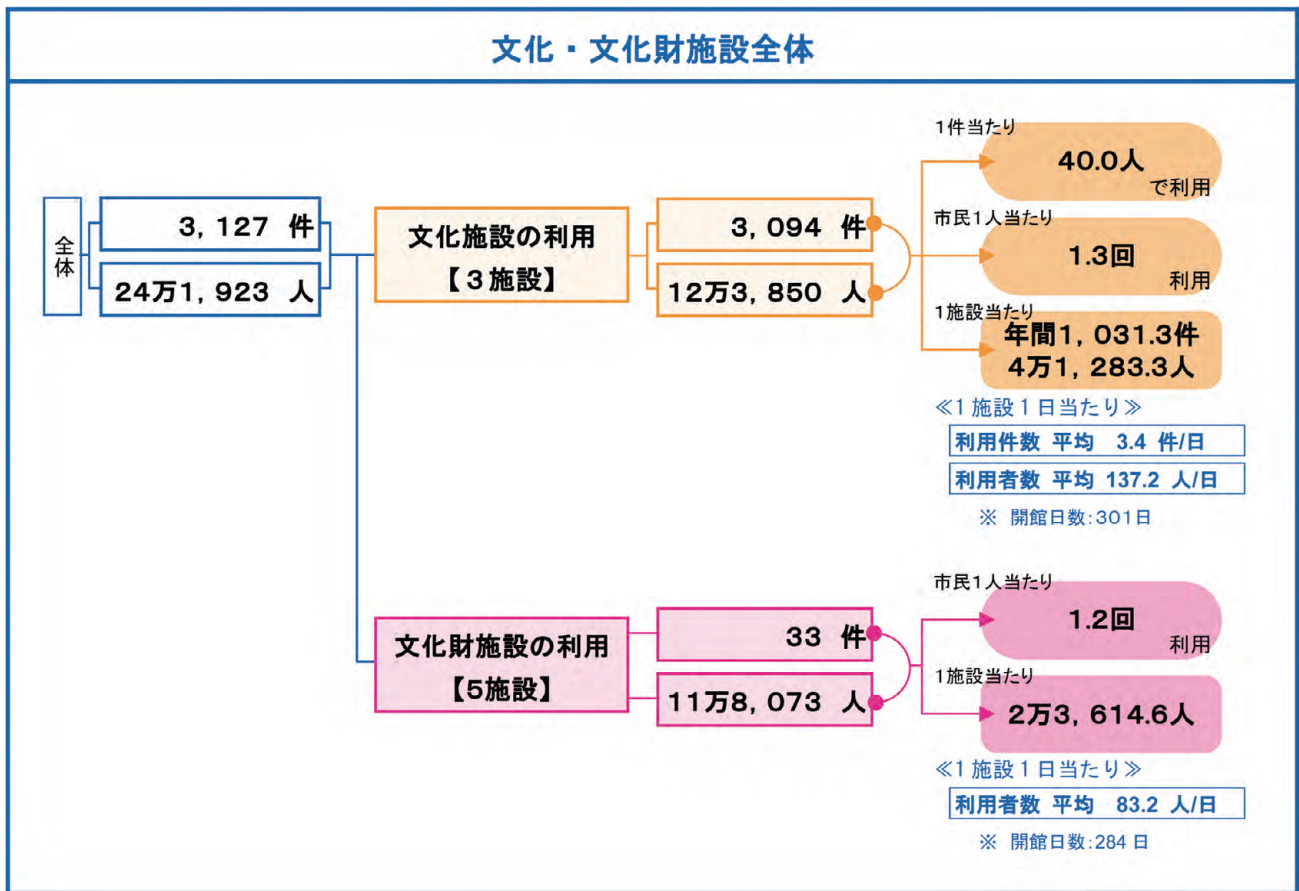 文化・文化財施設全体
全体
3，127 件
24万1，923 人
文化施設の利用
【３施設】
3，094 件
12万3，850 人
1件当たり
40.0人
で利用
市民1人当たり
1.3回
利用
1施設当たり
年間1，031.3件
4万1，283.3人
≪1施設1日当たり≫
利用件数 平均 3.4 件/日
利用者数 平均 137.2 人/日
※ 開館日数：301日
文化財施設の利用
【5施設】
33 件
11万8，073 人
市民1人当たり
1.2回
利用
1施設当たり
2万3，614.6人
≪1施設1日当たり≫
利用者数 平均 83.2 人/日
※ 開館日数：284 日